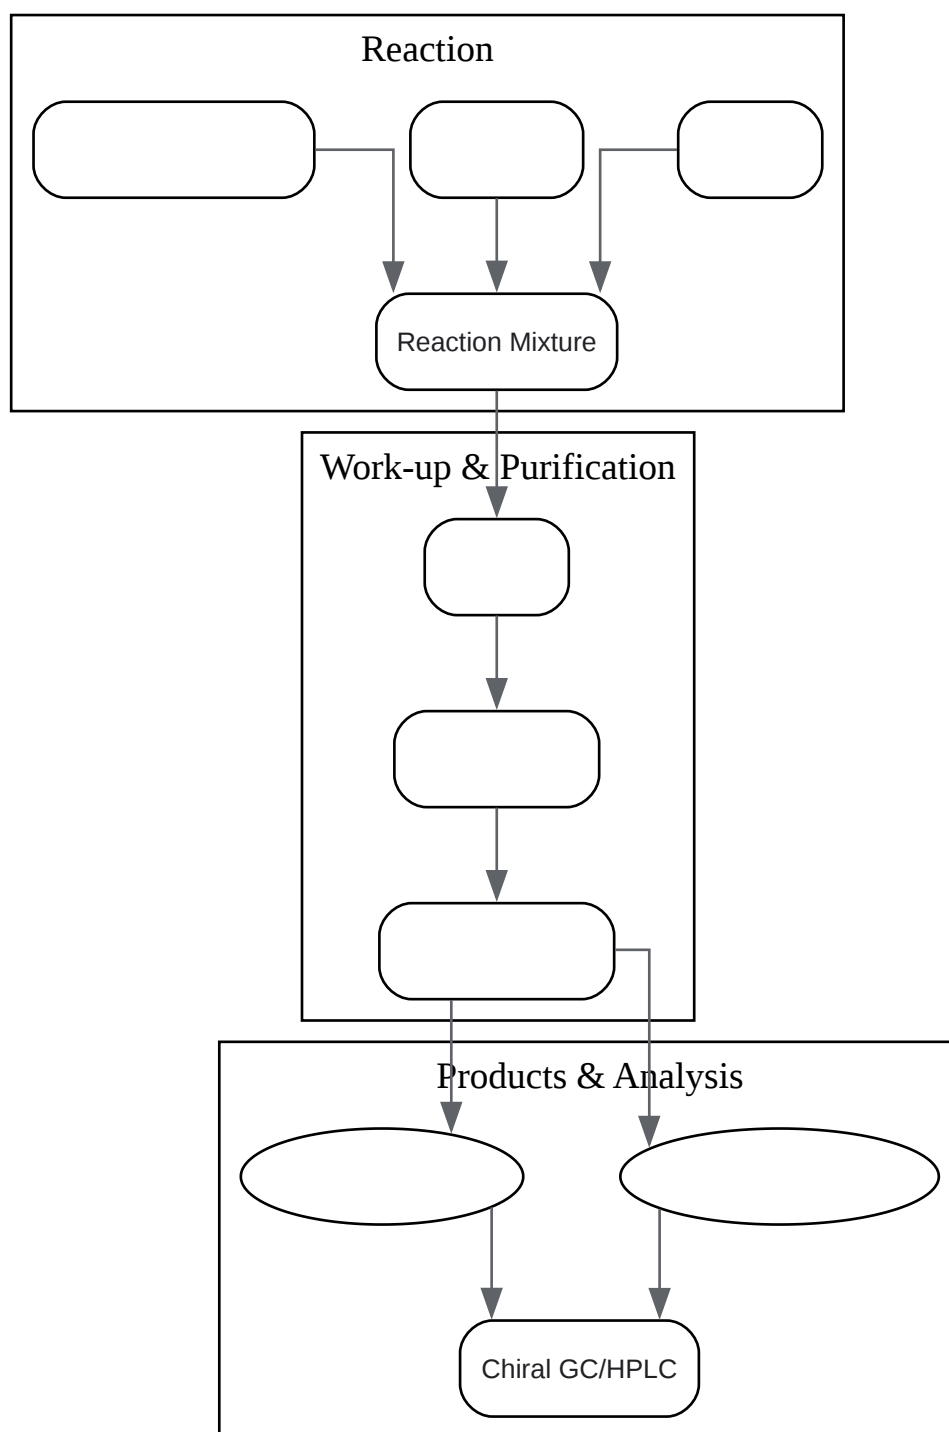 Reaction
Reaction Mixture
Work-up & Purification
Products & Analysis
Chiral GC/HPLC